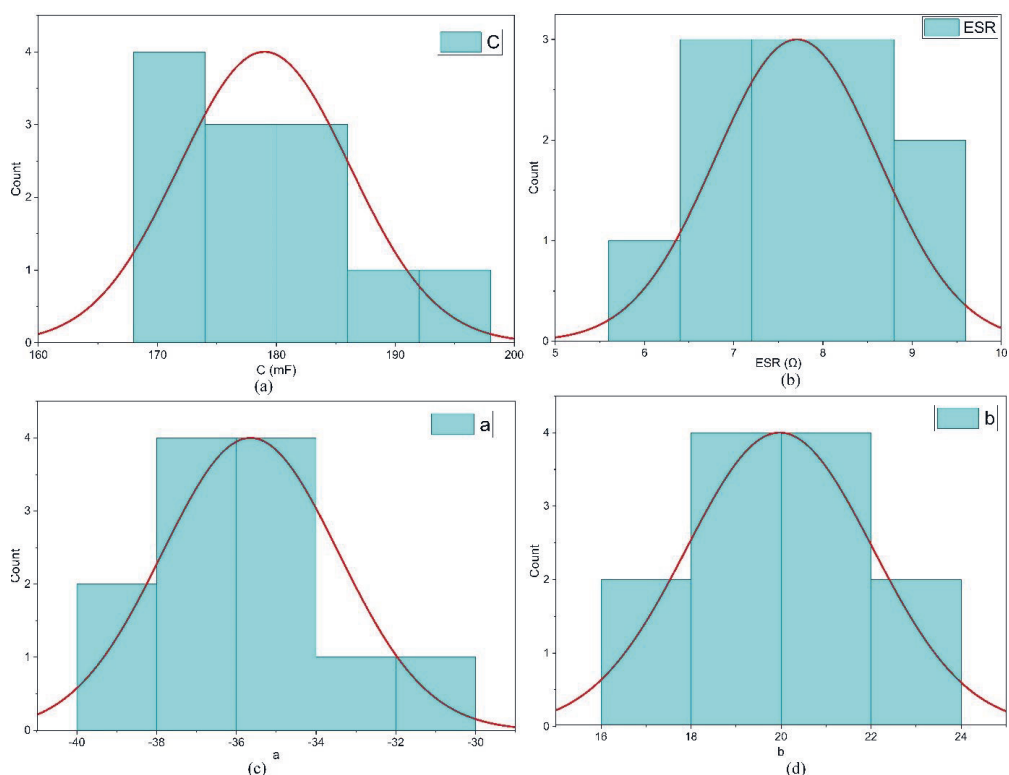 C
4
3
2
1
0
Count
160 170 180 190 200
C (mF)
(a)
ESR
3
2
1
0
Count
5 6 7 8 9 10
ESR (Ω)
(b)
a
4
3
2
1
0
Count
-40 -38 -36 -34 -32 -30
a
(c)
b
4
3
2
1
0
Count
16 18 20 22 24
b
(d)